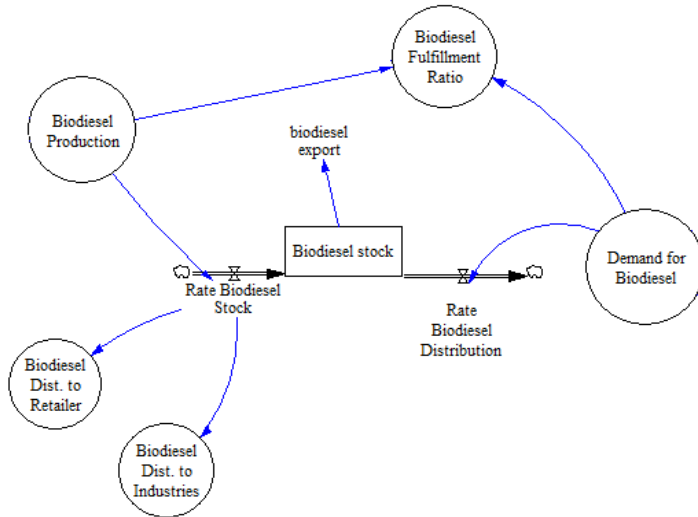 Biodiesel
Fulfillment
Ratio
Biodiesel
Production
biodiesel
export
Biodiesel stock
Demand for
Biodiesel
Rate Biodiesel
Stock
Rate
Biodiesel
Distribution
Biodiesel
Dist. to
Retailer
Biodiesel
Dist. to
Industries